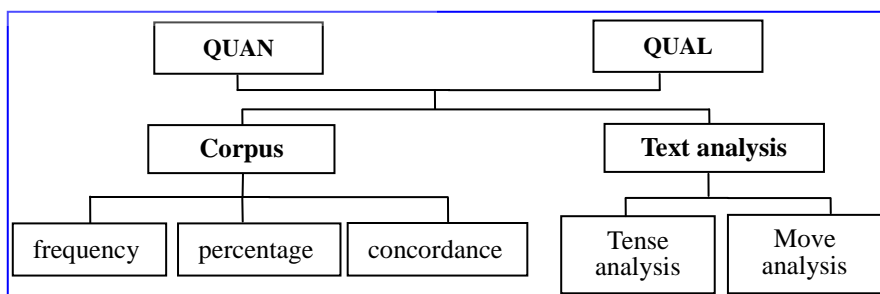 QUAN
QUAL
Corpus
Text analysis
frequency
percentage
concordance
Tense
analysis
Move
analysis